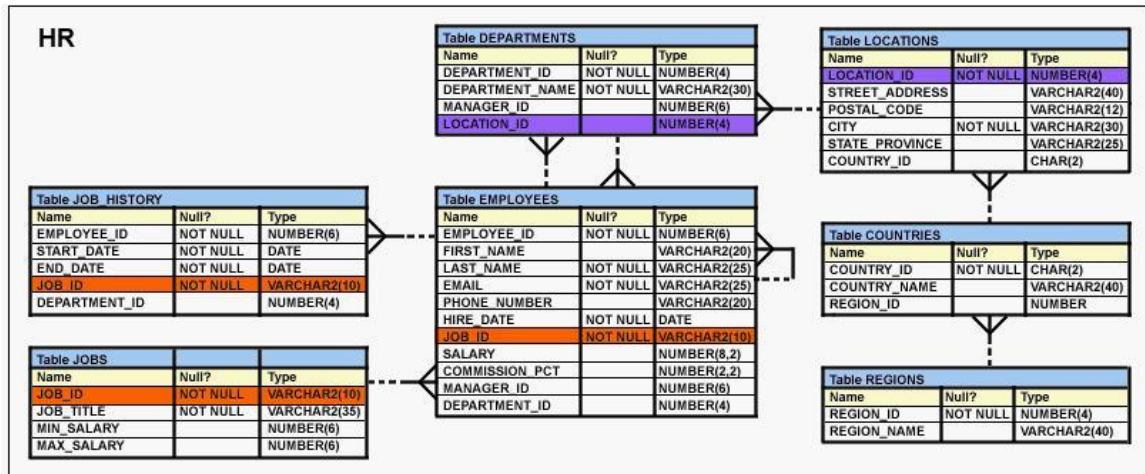 HR
Table DEPARTMENTS
Name Null? Type
DEPARTMENT_ID NOT NULL NUMBER(4)
DEPARTMENT_NAME NOT NULL VARCHAR2(30)
MANAGER_ID NUMBER(6)
LOCATION_ID NUMBER(4)
Table LOCATIONS
Name Null? Type
LOCATION_ID NOT NULL NUMBER(4)
STREET_ADDRESS VARCHAR2(40)
POSTAL_CODE VARCHAR2(12)
CITY NOT NULL VARCHAR2(30)
STATE_PROVINCE VARCHAR2(25)
COUNTRY_ID CHAR(2)
Table JOB_HISTORY
Name Null? Type
EMPLOYEE_ID NOT NULL NUMBER(6)
START_DATE NOT NULL DATE
END_DATE NOT NULL DATE
JOB_ID NOT NULL VARCHAR2(10)
DEPARTMENT_ID NUMBER(4)
Table EMPLOYEES
Name Null? Type
EMPLOYEE_ID NOT NULL NUMBER(6)
FIRST_NAME VARCHAR2(20)
LAST_NAME NOT NULL VARCHAR2(25)
EMAIL NOT NULL VARCHAR2(25)
PHONE_NUMBER VARCHAR2(20)
HIRE_DATE NOT NULL DATE
JOB_ID NOT NULL VARCHAR2(10)
SALARY NUMBER(8,2)
COMMISSION_PCT NUMBER(2,2)
MANAGER_ID NUMBER(6)
DEPARTMENT_ID NUMBER(4)
Table COUNTRIES
Name Null? Type
COUNTRY_ID NOT NULL CHAR(2)
COUNTRY_NAME VARCHAR2(40)
REGION_ID NUMBER
Table JOBS
Name Null? Type
JOB_ID NOT NULL VARCHAR2(10)
JOB_TITLE NOT NULL VARCHAR2(35)
MIN_SALARY NUMBER(6)
MAX_SALARY NUMBER(6)
Table REGIONS
Name Null? Type
REGION_ID NOT NULL NUMBER(4)
REGION_NAME VARCHAR2(40)